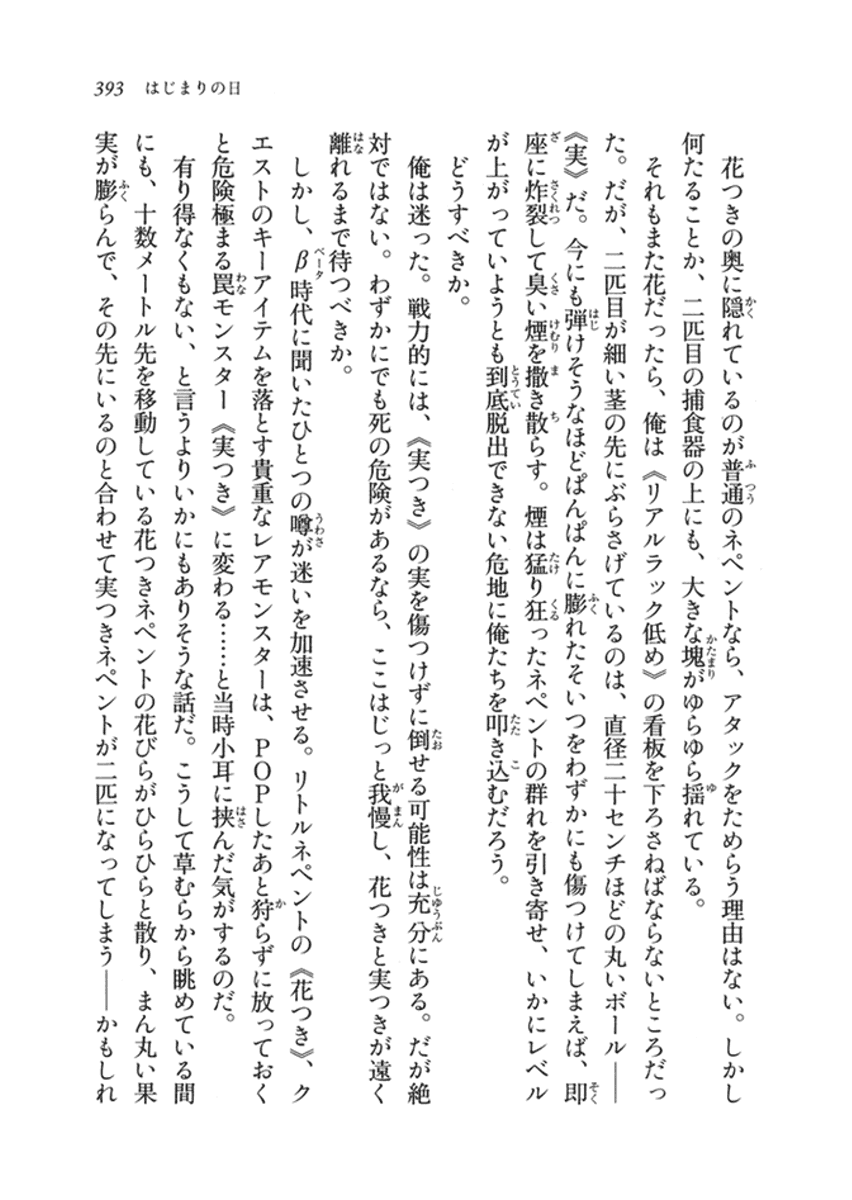 393 はじまりの日
　花つきの奥に隠れているのが普通のネペントなら、アタックをためらう理由はない。しかし
何たることか、二匹目の捕食器の上にも、大きな塊がゆらゆら揺れている。
　それもまた花だったら、俺は《リアルラック低め》の看板を下ろさねばならないところだっ
た。だが、二匹目が細い茎の先にぶらさげているのは、直径二十センチほどの丸いボール――
《実》だ。今にも弾けそうなほどぱんぱんに膨れたそいつをわずかにも傷つけてしまえば、即
座に炸裂して臭い煙を撒き散らす。煙は猛り狂ったネペントの群れを引き寄せ、いかにレベル
が上がっていようとも到底脱出できない危地に俺たちを叩き込むだろう。
　どうすべきか。
　俺は迷った。戦力的には、《実つき》の実を傷つけずに倒せる可能性は充分にある。だが絶
対ではない。わずかにでも死の危険があるなら、ここはじっと我慢し、花つきと実つきが遠く
離れるまで待つべきか。
　しかし、β時代に聞いたひとつの噂が迷いを加速させる。リトルネペントの《花つき》、ク
エストのキーアイテムを落とす貴重なレアモンスターは、ＰＯＰしたあと狩らずに放っておく
と危険極まる罠モンスター《実つき》に変わる……と当時小耳に挟んだ気がするのだ。
　有り得なくもない、と言うよりいかにもありそうな話だ。こうして草むらから眺めている間
にも、十数メートル先を移動している花つきネペントの花びらがひらひらと散り、まん丸い果
実が膨らんで、その先にいるのと合わせて実つきネペントが二匹になってしまう――かもしれ